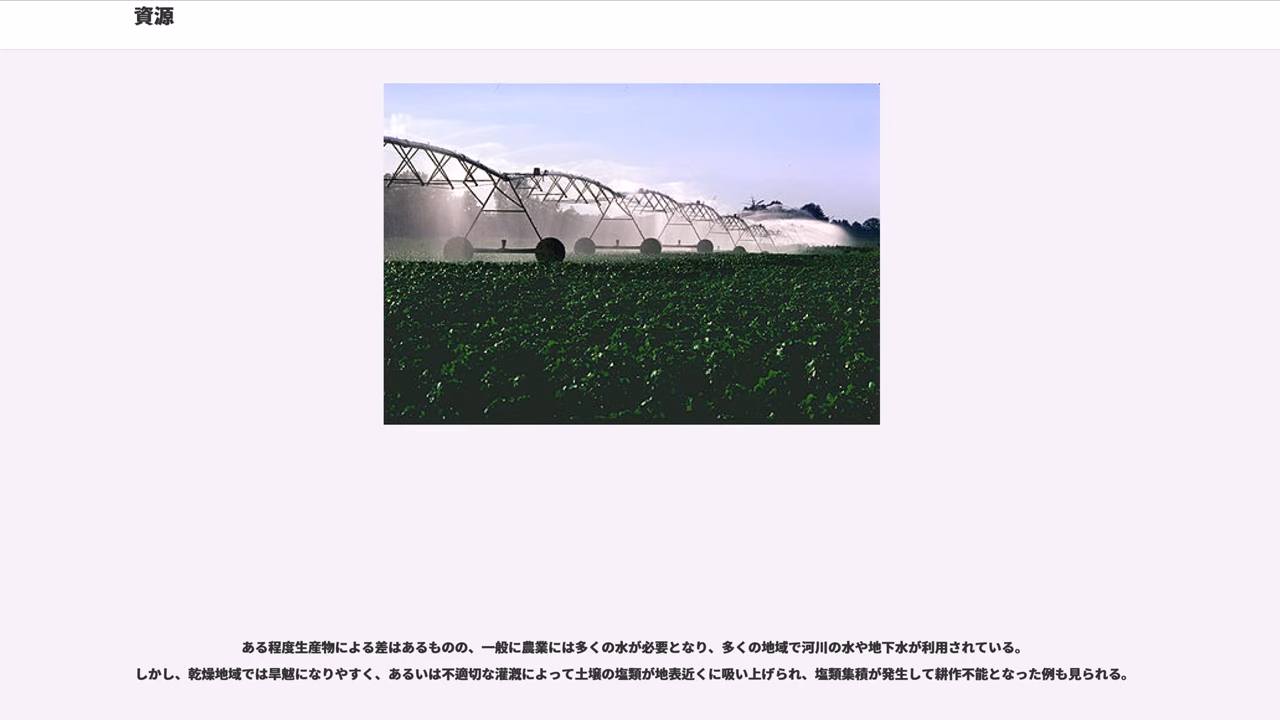 資源
ある程度生産物による差はあるものの、一般に農業には多くの水が必要となり、多くの地域で河川の水や地下水が利用されている。
しかし、乾燥地域では旱魃になりやすく、あるいは不適切な灌漑によって土壌の塩類が地表近くに吸い上げられ、塩類集積が発生して耕作不能となった例も見られる。